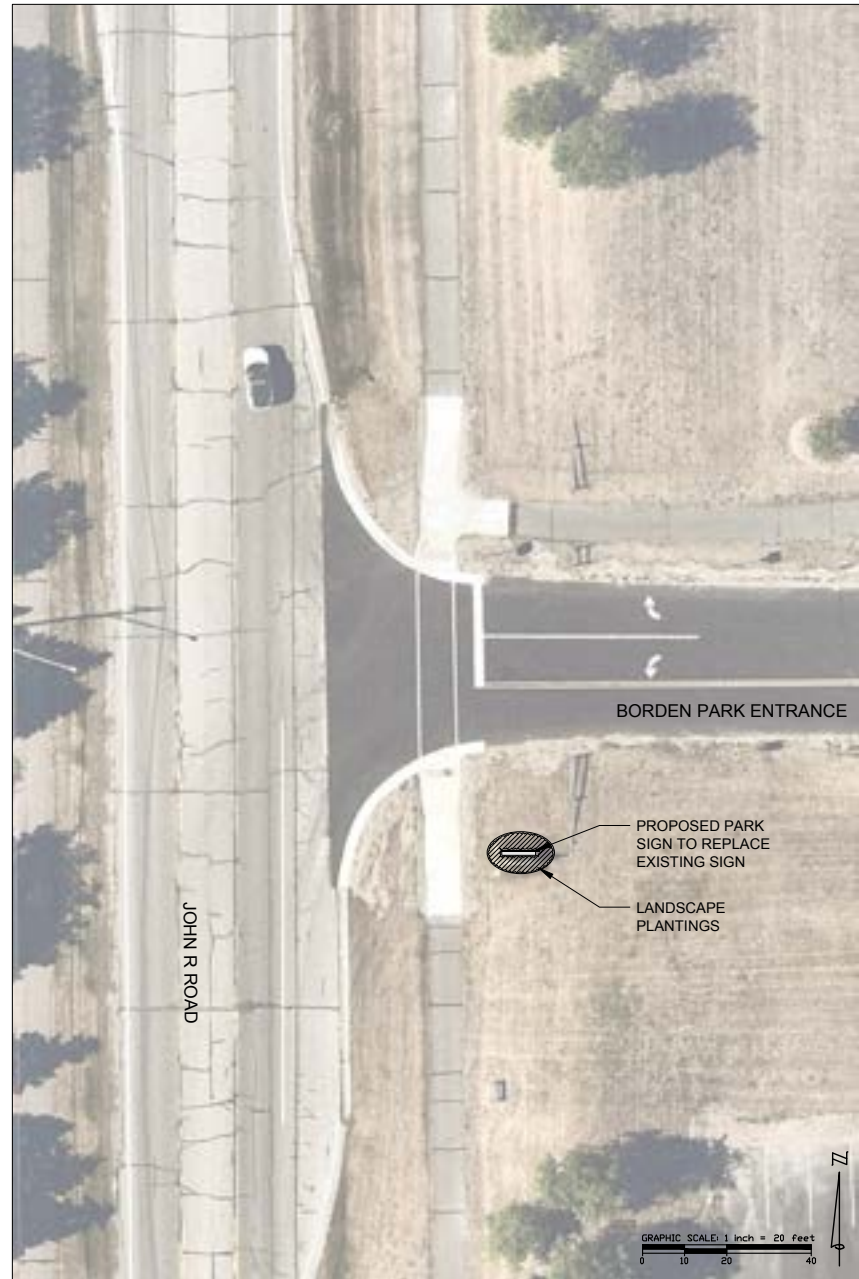 BORDEN PARK ENTRANCE
PROPOSED PARK
SIGN TO REPLACE
EXISTING SIGN
LANDSCAPE
PLANTINGS
JOHN R ROAD
N
GRAPHIC SCALE: 1 inch = 20 feet
0 10 20 40